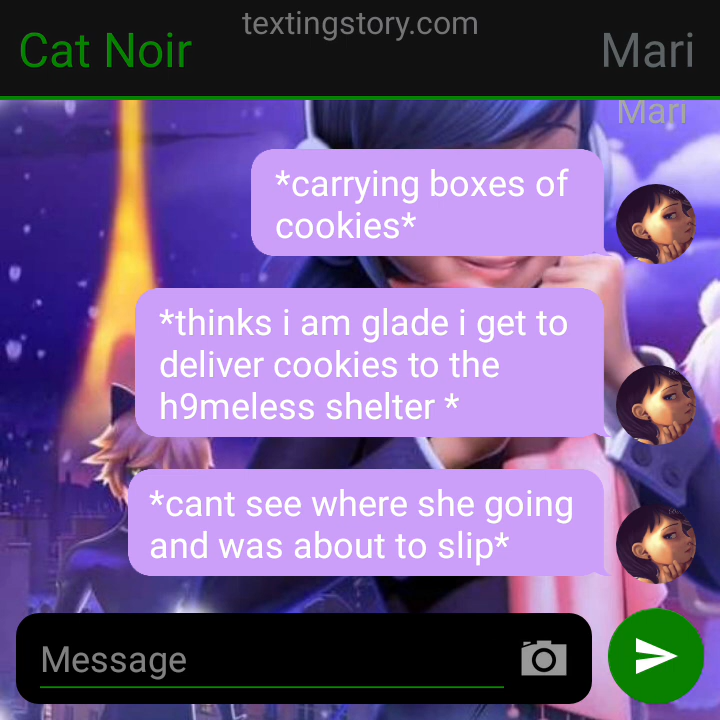 textingstory.com
Cat Noir
Mari
Mari
*carrying boxes of
cookies*
*thinks i am glade i get to
deliver cookies to the
h9meless shelter *
*cant see where she going
and was about to slip*
Message